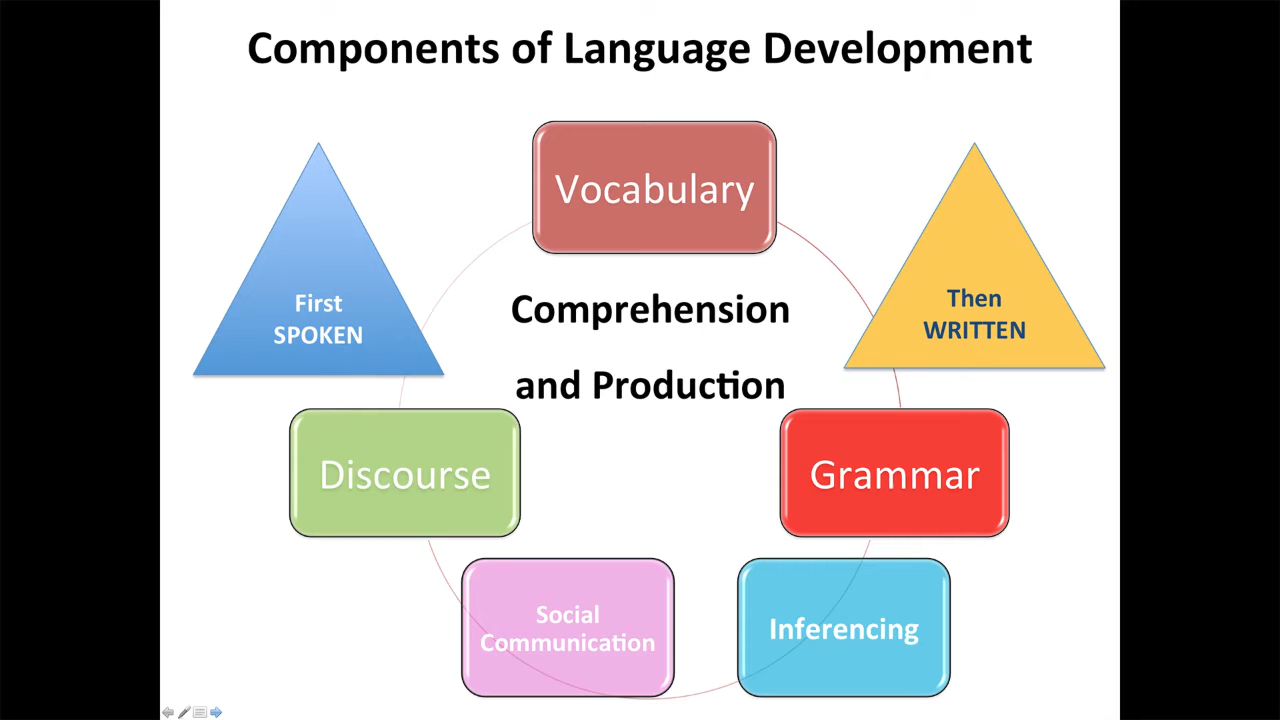 Components of Language Development
Vocabulary
First
SPOKEN
Then
WRITTEN
Comprehension
and Production
Discourse
Grammar
Social
Communication
Inferencing